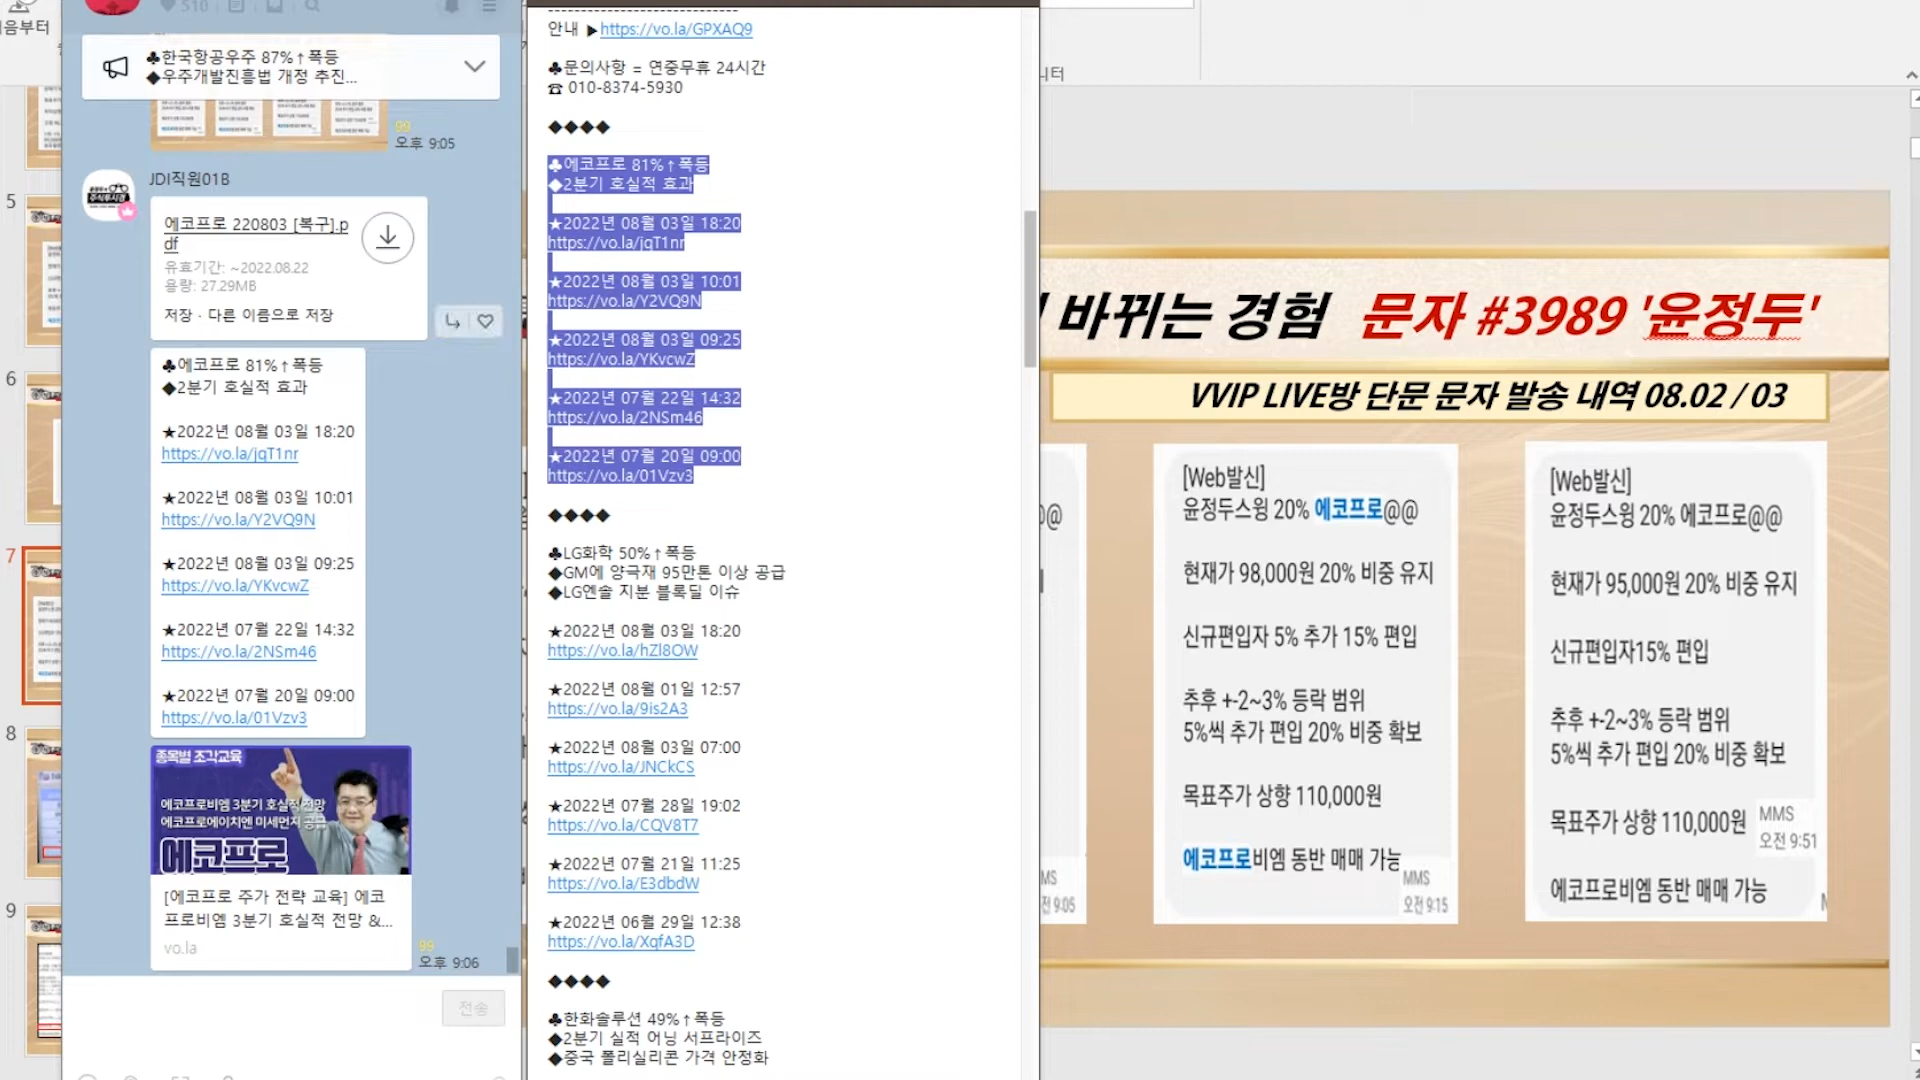 510
♣한국항공우주 87%↑폭등
◆우주개발진흥법 개정 추진...
99
오후 9:05
JDI직원01B
에코프로 220803 [복구].p
df
유효기간: ~2022.08.22
용량: 27.29MB
저장 · 다른 이름으로 저장
♣에코프로 81%↑폭등
◆2분기 호실적 효과
★2022년 08월 03일 18:20
https://vo.la/jqT1nr
★2022년 08월 03일 10:01
https://vo.la/Y2VQ9N
★2022년 08월 03일 09:25
https://vo.la/YKvcwZ
★2022년 07월 22일 14:32
https://vo.la/2NSm46
★2022년 07월 20일 09:00
https://vo.la/01Vzv3
종목별 조각교육
에코프로비엠 3분기 호실적 전망
에코프로에이치엔 미세먼지 공급
에코프로
[에코프로 주가 전략 교육] 에코
프로비엠 3분기 호실적 전망 &...
vo.la
99
오후 9:06
전송
5
6
7
8
9
안내 ▶https://vo.la/GPXAQ9
♣문의사항 = 연중무휴 24시간
☎ 010-8374-5930
◆◆◆◆
♣에코프로 81%↑폭등
◆2분기 호실적 효과
★2022년 08월 03일 18:20
https://vo.la/jqT1nr
★2022년 08월 03일 10:01
https://vo.la/Y2VQ9N
★2022년 08월 03일 09:25
https://vo.la/YKvcwZ
★2022년 07월 22일 14:32
https://vo.la/2NSm46
★2022년 07월 20일 09:00
https://vo.la/01Vzv3
◆◆◆◆
♣LG화학 50%↑폭등
◆GM에 양극재 95만톤 이상 공급
◆LG엔솔 지분 블록딜 이슈
★2022년 08월 03일 18:20
https://vo.la/hZl8OW
★2022년 08월 01일 12:57
https://vo.la/9is2A3
★2022년 08월 03일 07:00
https://vo.la/JNCkCS
★2022년 07월 28일 19:02
https://vo.la/CQV8T7
★2022년 07월 21일 11:25
https://vo.la/E3dbdW
★2022년 06월 29일 12:38
https://vo.la/XqfA3D
◆◆◆◆
♣한화솔루션 49%↑폭등
◆2분기 실적 어닝 서프라이즈
◆중국 폴리실리콘 가격 안정화
바뀌는 경험 문자 #3989 '윤정두'
VVIP LIVE방 단문 문자 발송 내역 08.02 / 03
[Web발신]
윤정두스윙 20% 에코프로@@
현재가 98,000원 20% 비중 유지
신규편입자 5% 추가 15% 편입
추후 +-2~3% 등락 범위
5%씩 추가 편입 20% 비중 확보
목표주가 상향 110,000원
에코프로비엠 동반 매매 가능
MMS
오전 9:15
[Web발신]
윤정두스윙 20% 에코프로@@
현재가 95,000원 20% 비중 유지
신규편입자15% 편입
추후 +-2~3% 등락 범위
5%씩 추가 편입 20% 비중 확보
목표주가 상향 110,000원
에코프로비엠 동반 매매 가능
MMS
오전 9:51